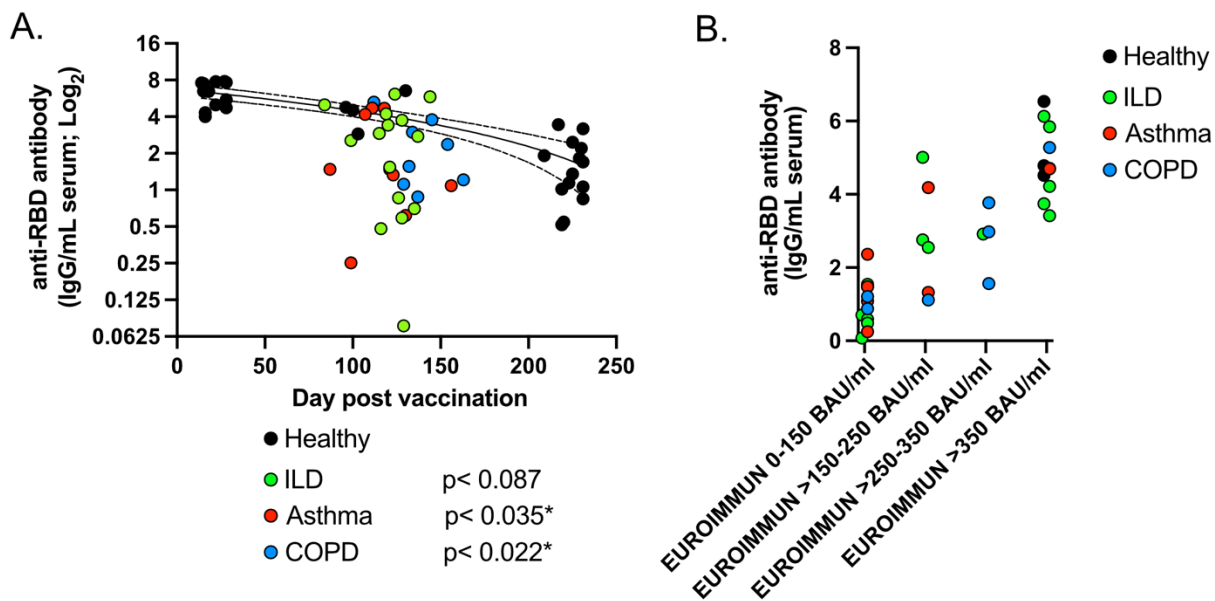 A.
anti-RBD antibody
(IgG/mL serum; Log2)
16
8
4
2
1
0.5
0.25
0.125
0.0625
0
50
100
150
200
250
Day post vaccination
Healthy
ILD p< 0.087
Asthma p< 0.035*
COPD p< 0.022*
B.
anti-RBD antibody
(IgG/mL serum)
8
6
4
2
0
EUROIMMUN 0-150 BAU/ml
EUROIMMUN >150-250 BAU/ml
EUROIMMUN >250-350 BAU/ml
EUROIMMUN >350 BAU/ml
Healthy
ILD
Asthma
COPD